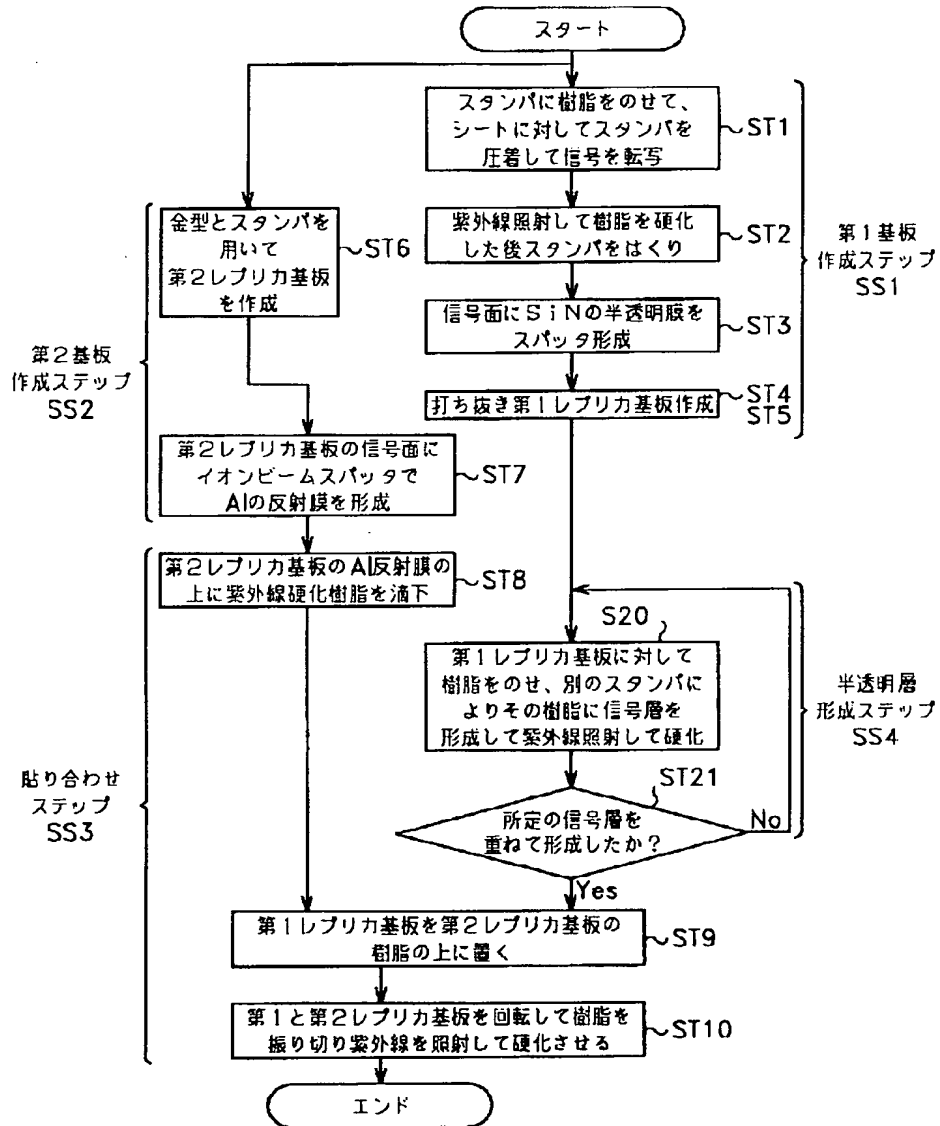 スタート
スタンパに樹脂をのせて、
シートに対してスタンパを
圧着して信号を転写
ST1
紫外線照射して樹脂を硬化
した後スタンパをはくり
ST2
信号面にSiNの半透明膜を
スパッタ形成
ST3
打ち抜き第1レプリカ基板作成
ST4
ST5
第1基板
作成ステップ
SS1
金型とスタンパを
用いて
第2レプリカ基板
を作成
ST6
第2基板
作成ステップ
SS2
第2レプリカ基板の信号面に
イオンビームスパッタで
Alの反射膜を形成
ST7
第2レプリカ基板のAl反射膜の
上に紫外線硬化樹脂を滴下
ST8
S20
第1レプリカ基板に対して
樹脂をのせ、別のスタンパに
よりその樹脂に信号層を
形成して紫外線照射して硬化
半透明層
形成ステップ
SS4
ST21
所定の信号層を
重ねて形成したか?
No
Yes
貼り合わせ
ステップ
SS3
第1レプリカ基板を第2レプリカ基板の
樹脂の上に置く
ST9
第1と第2レプリカ基板を回転して樹脂を
振り切り紫外線を照射して硬化させる
ST10
エンド